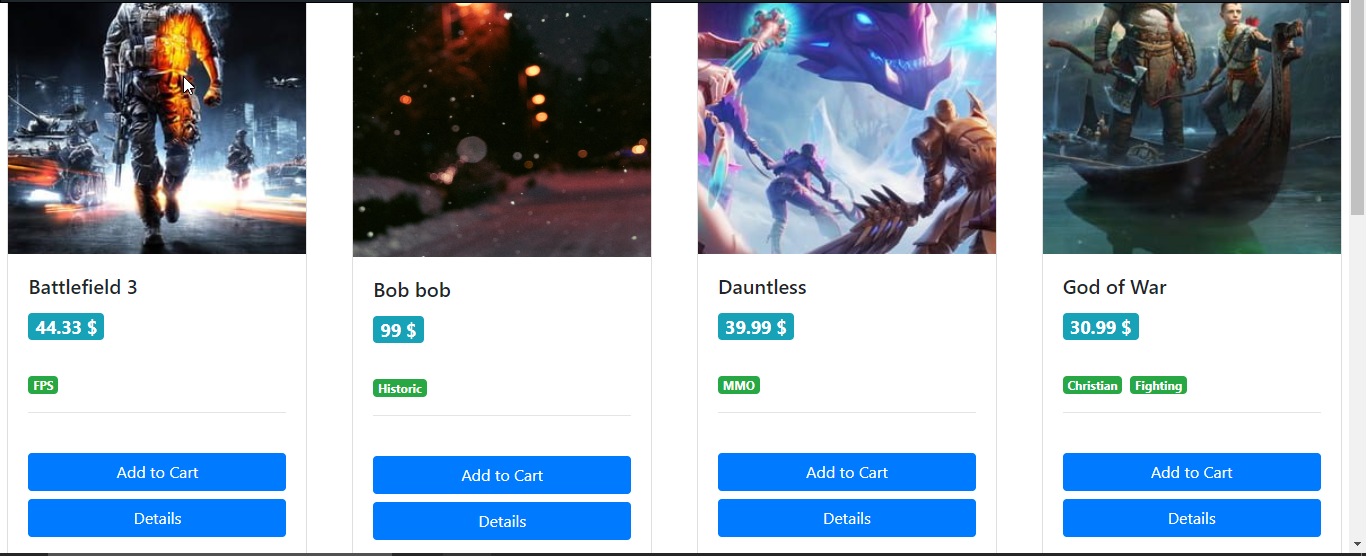 Battlefield 3
44.33 $
FPS
Add to Cart
Details
Bob bob
99 $
Historic
Add to Cart
Details
Dauntless
39.99 $
MMO
Add to Cart
Details
God of War
30.99 $
Christian Fighting
Add to Cart
Details